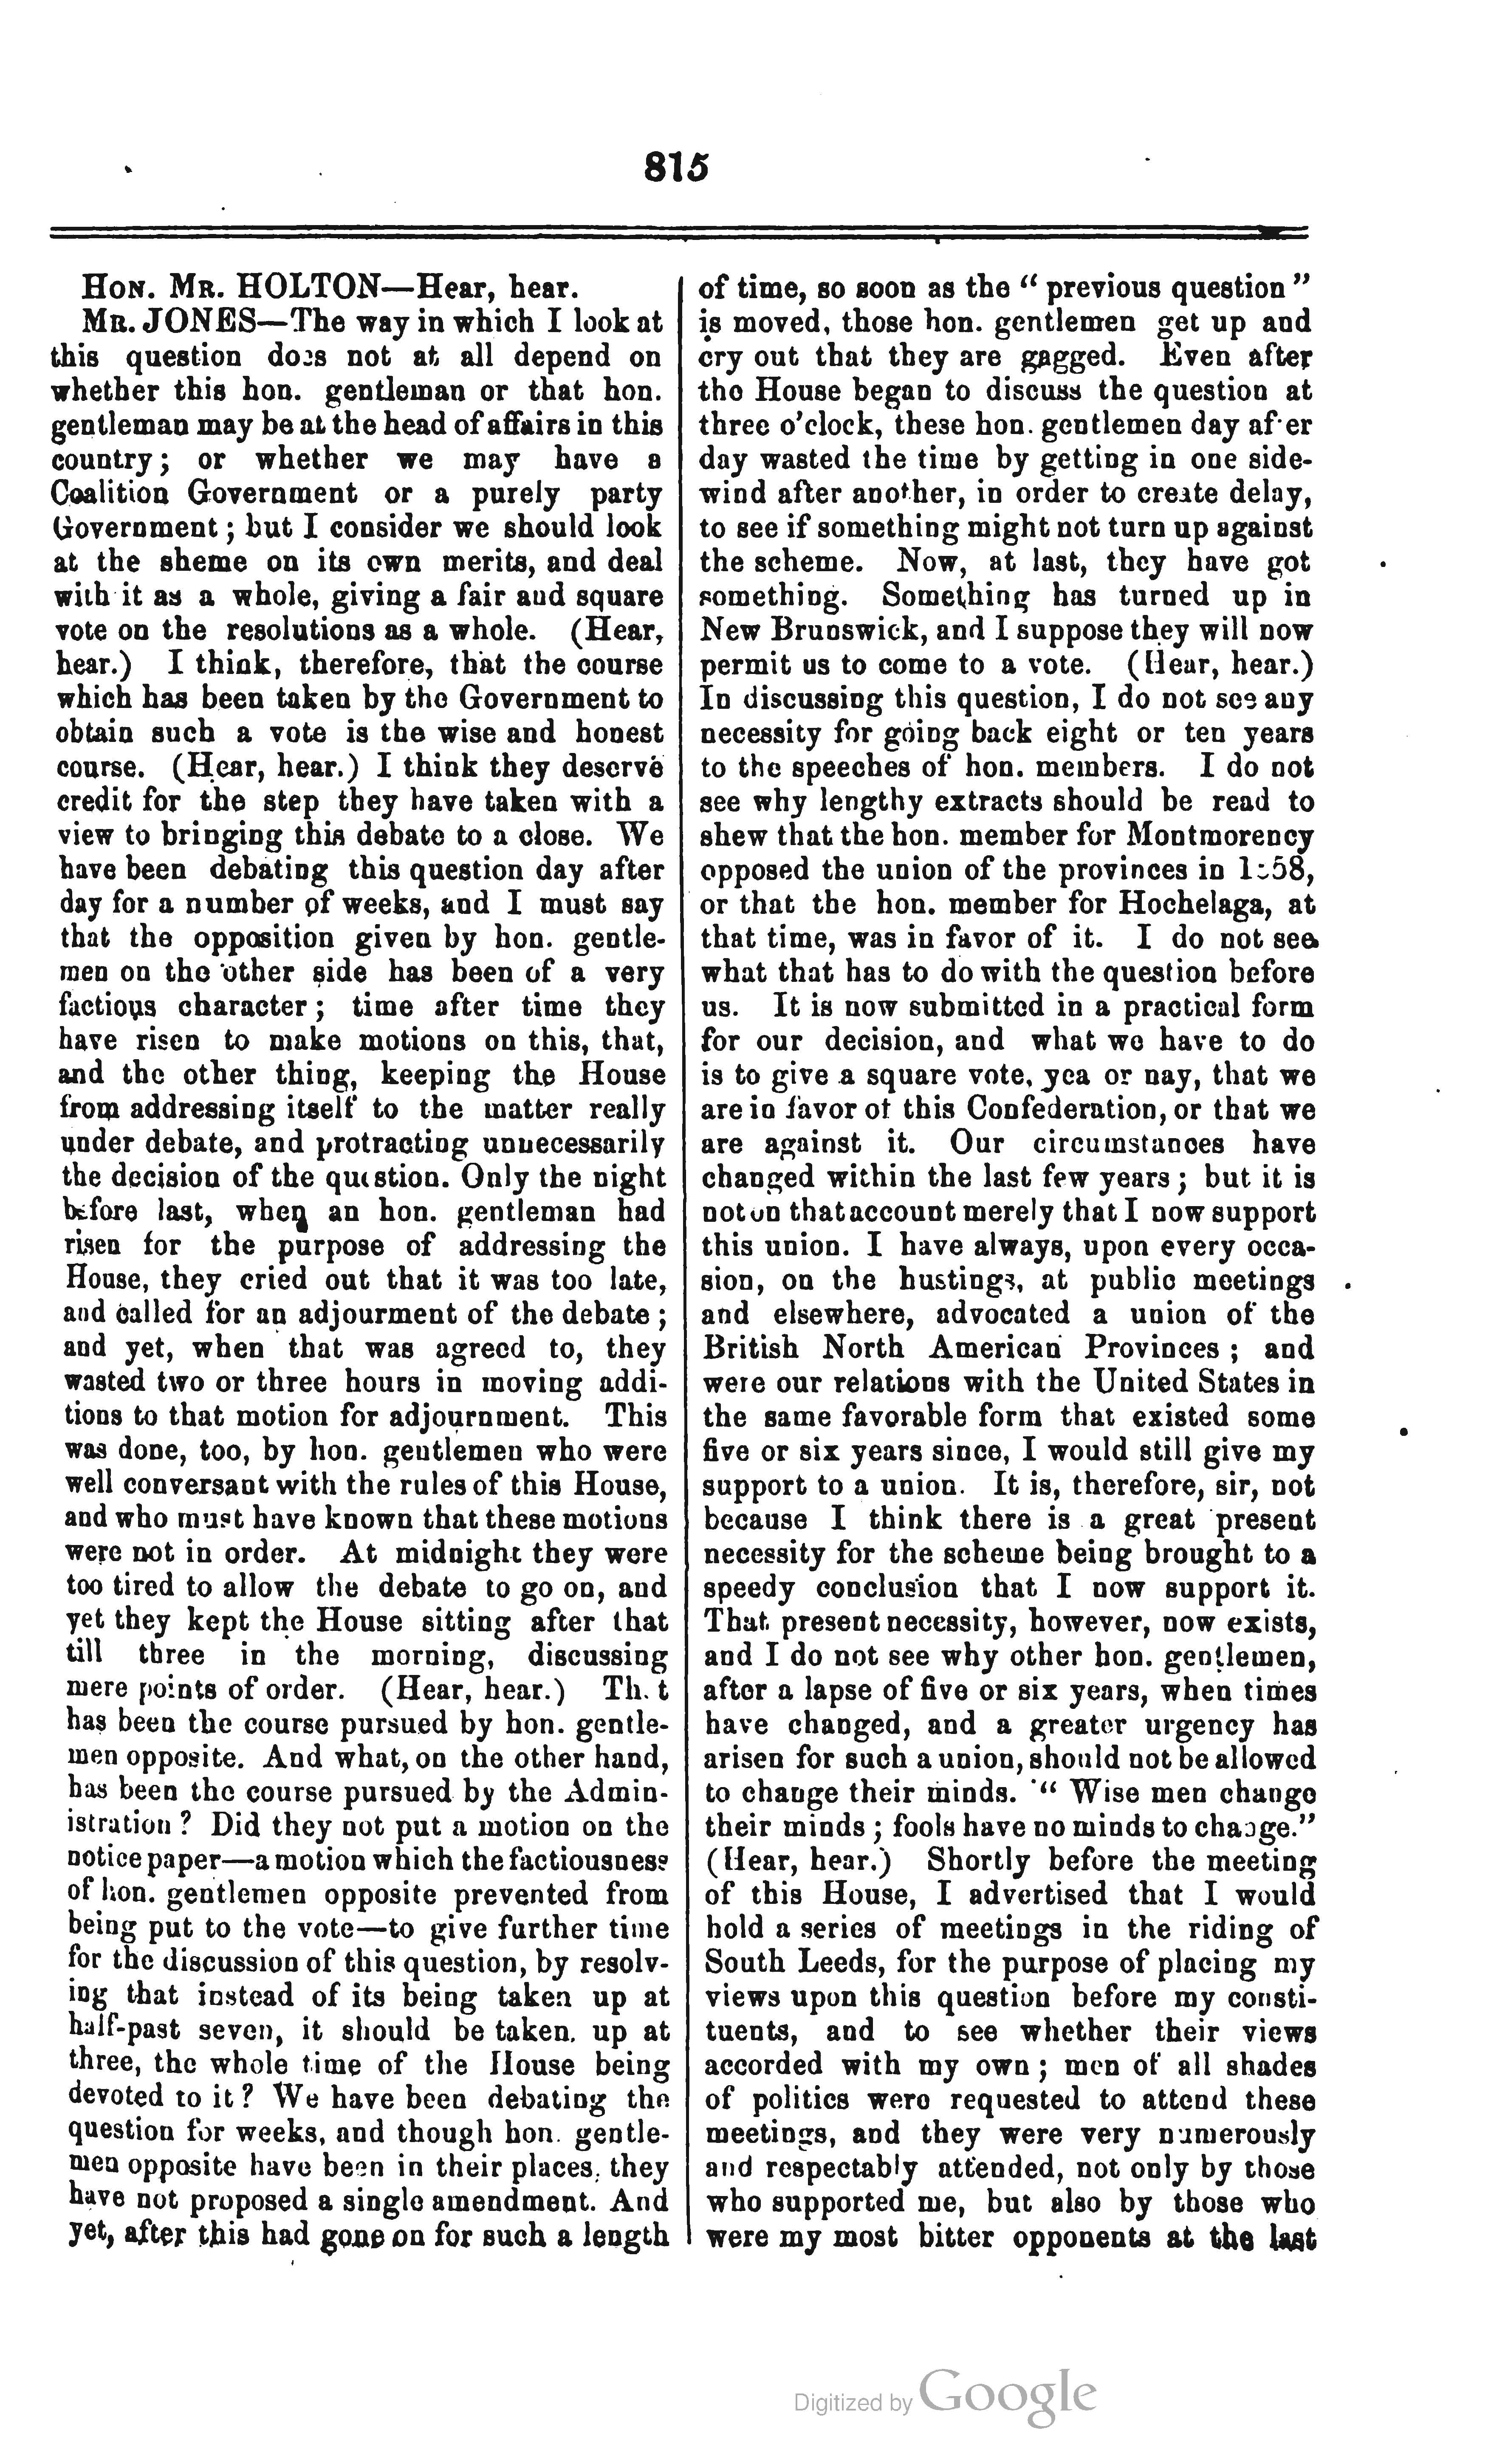 815
HON. MR. HOLTON—Hear, hear.
MR. JONES—The way in which I look at
this question does not at all depend on
whether this hon. gentleman or that hon.
gentleman may be at the head of affairs in this
country; or whether we may have a
Coalition Government or a purely party
Government; but I consider we should look
at the sheme on its own merits, and deal
with it as a whole, giving a fair and square
vote on the resolutions as a whole. (Hear,
hear.) I think, therefore, that the course
which has been taken by the Government to
obtain such a vote is the wise and honest
course. (Hear, hear.) I think they deserve
credit for the step they have taken with a
view to bringing this debate to a close. We
have been debating this question day after
day for a number of weeks, and I must say
that the opposition given by hon. gentle-
men on the other side has been of a very
factious character; time after time they
have risen to make motions on this, that,
and the other thing, keeping the House
from addressing itself to the matter really
under debate, and protracting unnecessarily
the decision of the question. Only the night
before last, when an hon. gentleman had
risen for the purpose of addressing the
House, they cried out that it was too late,
and called for an adjourment of the debate;
and yet, when that was agreed to, they
wasted two or three hours in moving addi-
tions to that motion for adjournment. This
was done, too, by hon. gentlemen who were
well conversant with the rules of this House,
and who must have known that these motions
were not in order. At midnight they were
too tired to allow the debate to go on, and
yet they kept the House sitting after that
till three in the morning, discussing
mere points of order. (Hear, hear.) That
has been the course pursued by hon. gentle-
men opposite. And what, on the other hand,
has been the course pursued by the Admin-
istration? Did they not put a motion on the
notice paper—a motion which the factiousness
of hon. gentlemen opposite prevented from
being put to the vote—to give further time
for the discussion of this question, by resolv-
ing that instead of its being taken up at
half-past seven, it should be taken up at
three, the whole time of the House being
devoted to it? We have been debating the
question for weeks, and though hon. gentle-
men opposite have been in their places, they
have not proposed a single amendment. And
yet, after this had gone on for such a length
of time, so soon as the "previous question"
is moved, those hon. gentlemen get up and
cry out that they are gagged. Even after
the House began to discuss the question at
three o'clock, these hon. gentlemen day after
day wasted the time by getting in one side-
wind after another, in order to create delay,
to see if something might not turn up against
the scheme. Now, at last, they have got
something. Something has turned up in
New Brunswick, and I suppose they will now
permit us to come to a vote. (Hear, hear.)
In discussing this question, I do not see any
necessity for going back eight or ten years
to the speeches of hon. members. I do not
see why lengthy extracts should be read to
shew that the hon. member for Montmorency
opposed the union of the provinces in 1858,
or that the hon. member for Hochelaga, at
that time, was in favor of it. I do not see
what that has to do with the question before
us. It is now submitted in a practical form
for our decision, and what we have to do
is to give a square vote, yea or nay, that we
are in favor of this Confederation, or that we
are against it. Our circumstances have
changed within the last few years; but it is
not on that account merely that I now support
this union. I have always, upon every occa-
sion, on the hustings, at public meetings
and elsewhere, advocated a union of the
British North American Provinces; and
were our relations with the United States in
the same favorable form that existed some
five or six years since, I would still give my
support to a union. It is, therefore, sir, not
because I think there is a great present
necessity for the scheme being brought to a
speedy conclusion that I now support it.
That present necessity, however, now exists,
and I do not see why other hon. gentlemen,
after a lapse of five or six years, when times
have changed, and a greater urgency has
arisen for such a union, should not be allowed
to change their minds. "Wise men change
their minds; fools have no minds to change."
(Hear, hear.) Shortly before the meeting
of this House, I advertised that I would
hold a series of meetings in the riding of
South Leeds, for the purpose of placing my
views upon this question before my consti-
tuents, and to see whether their views
accorded with my own; men of all shades
of politics were requested to attend these
meetings, and they were very numerously
and respectably attended, not only by those
who supported me, but also by those who
were my most bitter opponents at the last
Digitized by Google